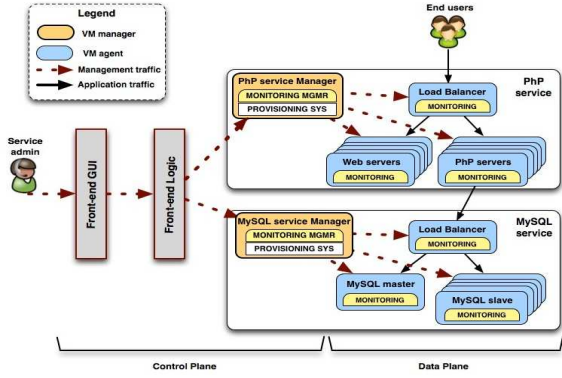 Legend
VM manager
VM agent
Management traffic
Application traffic
End users
PhP service Manager
MONITORING MGMR
PROVISIONING SYS
Load Balancer
MONITORING
PhP
service
Web servers
MONITORING
PhP servers
MONITORING
Service
admin
Front-end GUI
Front-end Logic
MySQL service Manager
MONITORING MGMR
PROVISIONING SYS
Load Balancer
MONITORING
MySQL
service
MySQL master
MONITORING
MySQL slave
MONITORING
Control Plane
Data Plane